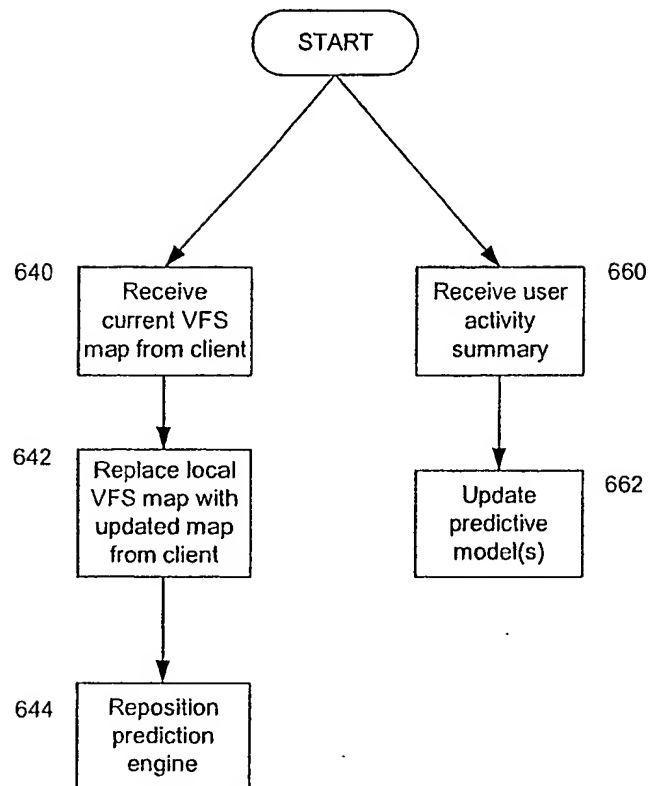 START
640
Receive
current VFS
map from client
660
Receive user
activity
summary
642
Replace local
VFS map with
updated map
from client
662
Update
predictive
model(s)
644
Reposition
prediction
engine